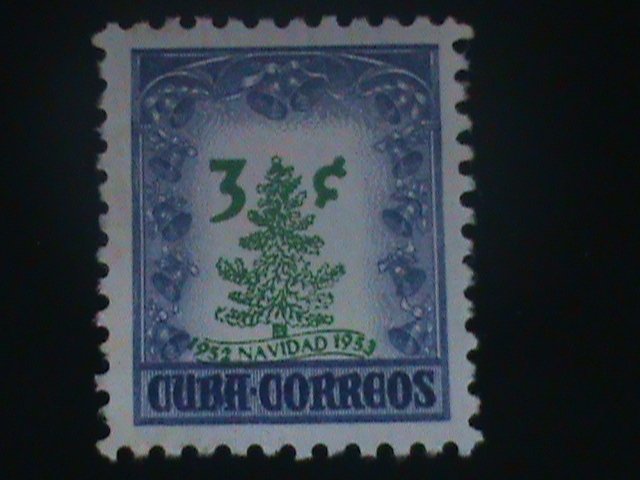 3 ¢
1952 NAVIDAD 1953
CUBA·CORREOS